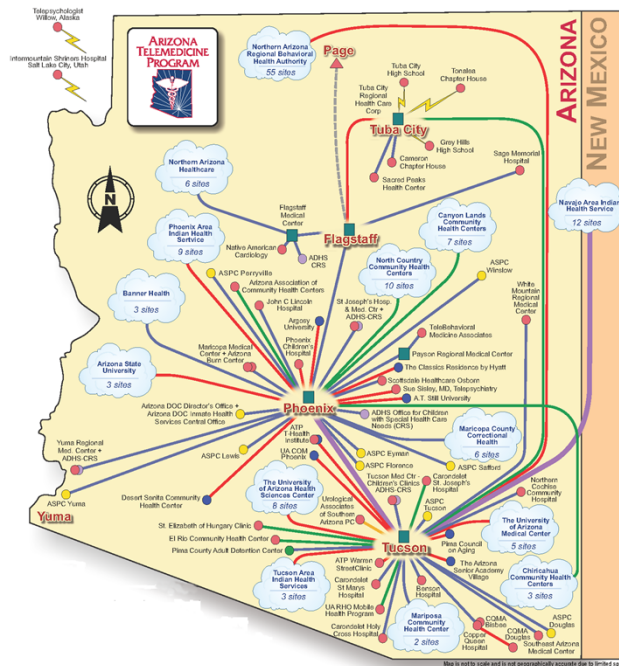 Telepsychologist
Willow, Alaska
Intermountain Shriners Hospital
Salt Lake City, Utah
ARIZONA
TELEMEDICINE
PROGRAM
Northern Arizona
Regional Behavioral
Health Authority
55 sites
Page
Tuba City
High School
Tonalea
Chapter House
Tuba City
Regional Health Care
Corp
Tuba City
Grey Hills
High School
Cameron
Chapter House
Sacred Peaks
Health Center
Sage Memorial
Hospital
ARIZONA
NEW MEXICO
Northern Arizona
Healthcare
6 sites
N
Flagstaff
Medical
Center
Flagstaff
Native American
Cardiology
ADHS
CRS
Canyon Lands
Community
Health Centers
7 sites
Navajo Area Indian
Health Service
12 sites
Phoenix Area
Indian Health
Sertvice
9 sites
North Country
Community Health
Centers
10 sites
ASPC Perryville
Arizona Association of
Community Health Centers
John C Lincoln
Hospital
Argosy
University
St Joseph's Hosp.
& Med. Ctr +
ADHS-CRS
ASPC
Winslow
White
Mountain
Regional
Medical
Center
Banner Health
3 sites
Maricopa Medical
Center + Arizona
Burn Center
Phoenix
Children's
Hospital
TeleBehavioral
Medicine Associates
Payson Regional Medical Center
The Classics Residence by Hyatt
Scottsdale Healthcare Osborn
Sue Sisley, MD, Telepsychiatry
A.T. Still University
Arizona State
University
3 sites
Phoenix
Arizona DOC Director's Office +
Arizona DOC Inmate Health
Services Central Office
ADHS Office for Children
with Special Health Care
Needs (CRS)
Maricopa County
Correctional
Health
6 sites
Yuma Regional
Med. Center +
ADHS-CRS
ASPC Lewis
ATP
T-Health
Institute
UA COM
Phoenix
ASPC Eyman
ASPC Florence
ASPC Safford
ASPC Yuma
Yuma
Desert Senita Community
Health Center
The University
of Arizona Health
Sciences Center
8 sites
Tucson Med Ctr -
Children's Clinics
ADHS-CRS
Carondelet
St. Joseph's
Hospital
Northern
Cochise
Community
Hospital
Urological
Associates
of Southern
Arizona PC
ASPC
Tucson
St. Elizabeth of Hungary Clinic
El Rio Community Health Center
Pima County Adult Detention Center
Tucson
Pima Council
on Aging
The University
of Arizona
Medical Center
5 sites
The Arizona
Senior Academy
Village
Chiricahua
Community Health
Centers
3 sites
Tucson Area
Indian Health
Services
3 sites
ATP Warren
Street Clinic
Carondelet
St Marys
Hospital
UA RHO Mobile
Health Program
Carondelet Holy
Cross Hospital
Benson
Hospital
Mariposa
Community
Health Center
2 sites
CQMA
Bisbee
Copper Queen
Hospital
CQMA
Douglas
ASPC
Douglas
Southeast Arizona
Medical Center
Map is not to scale and is not geographically accurate due to limited sp